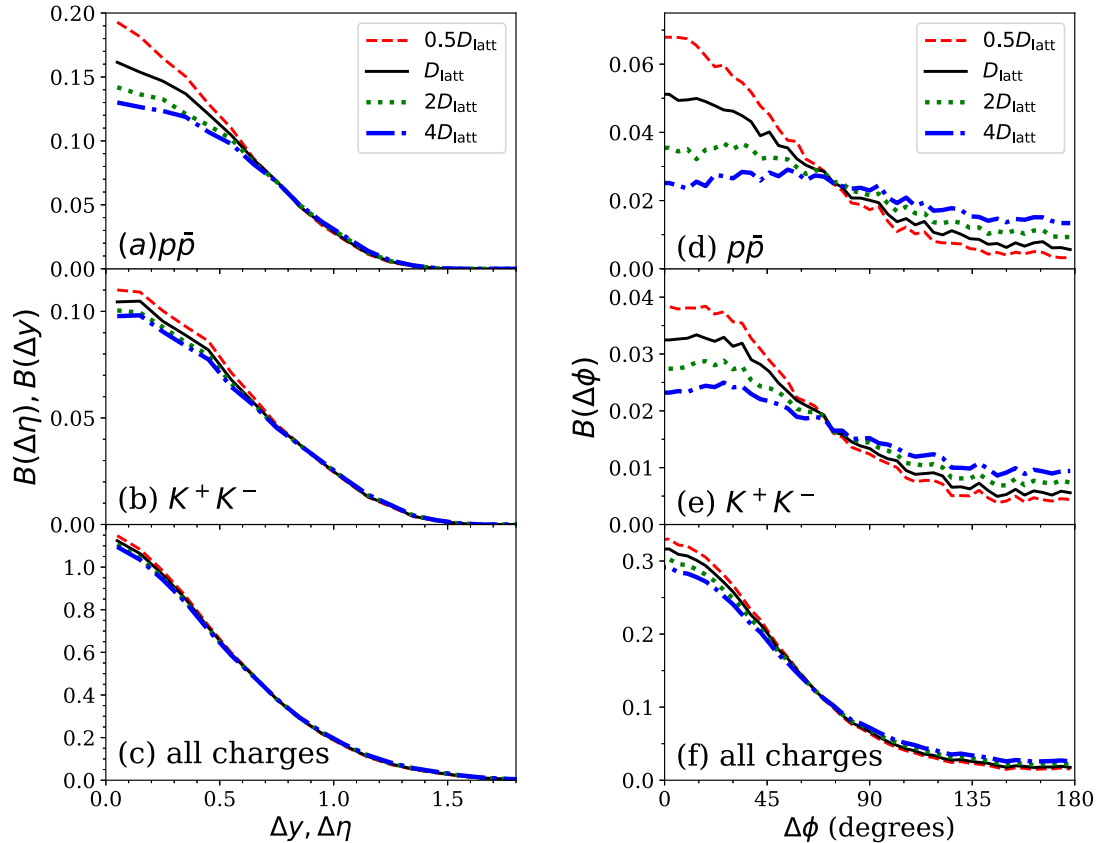 0.5D_latt
D_latt
2D_latt
4D_latt
(a)pp̄
0.20
0.15
0.10
0.05
0.00
(b) K⁺K⁻
0.10
0.05
0.00
B(Δη), B(Δy)
(c) all charges
1.0
0.8
0.6
0.4
0.2
0.0
0.0
0.5
1.0
1.5
Δy, Δη
0.5D_latt
D_latt
2D_latt
4D_latt
(d) pp̄
0.06
0.04
0.02
0.00
(e) K⁺K⁻
0.04
0.03
0.02
0.01
0.00
B(Δϕ)
(f) all charges
0.3
0.2
0.1
0.0
0
45
90
135
180
Δϕ (degrees)